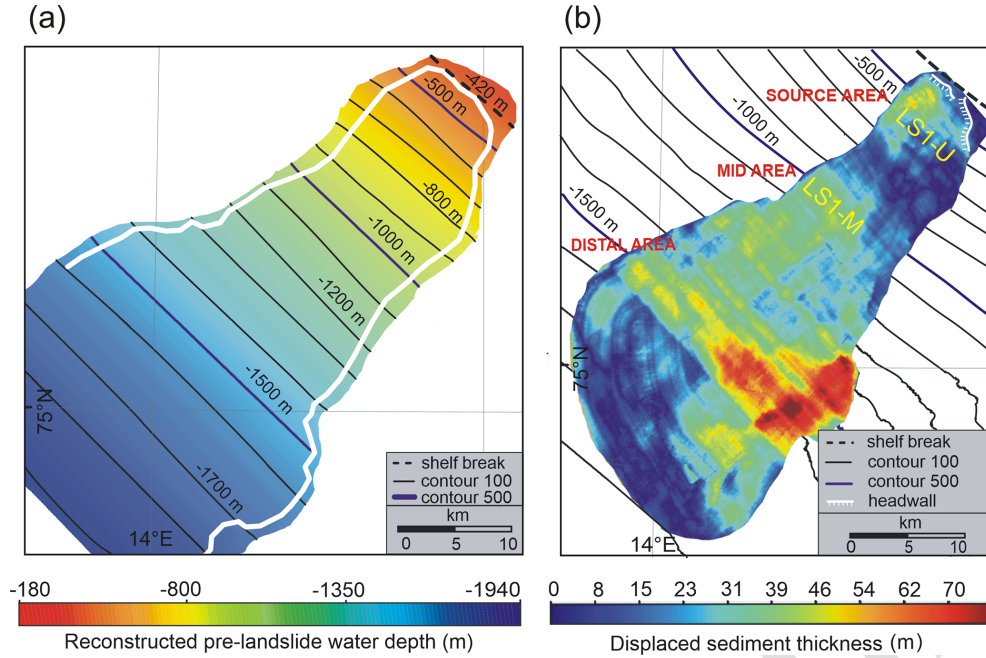 (a)
-420 m
-500 m
-800 m
-1000 m
-1200 m
-1500 m
-1700 m
75°N
14°E
shelf break
contour 100
contour 500
km
0 5 10
-180 -800 -1350 -1940
Reconstructed pre-landslide water depth (m)
(b)
-500 m
SOURCE AREA
-1000 m
LS1-U
MID AREA
LS1-M
-1500 m
DISTAL AREA
75°N
14°E
shelf break
contour 100
contour 500
headwall
km
0 5 10
0 8 15 23 31 39 46 54 62 70
Displaced sediment thickness (m)